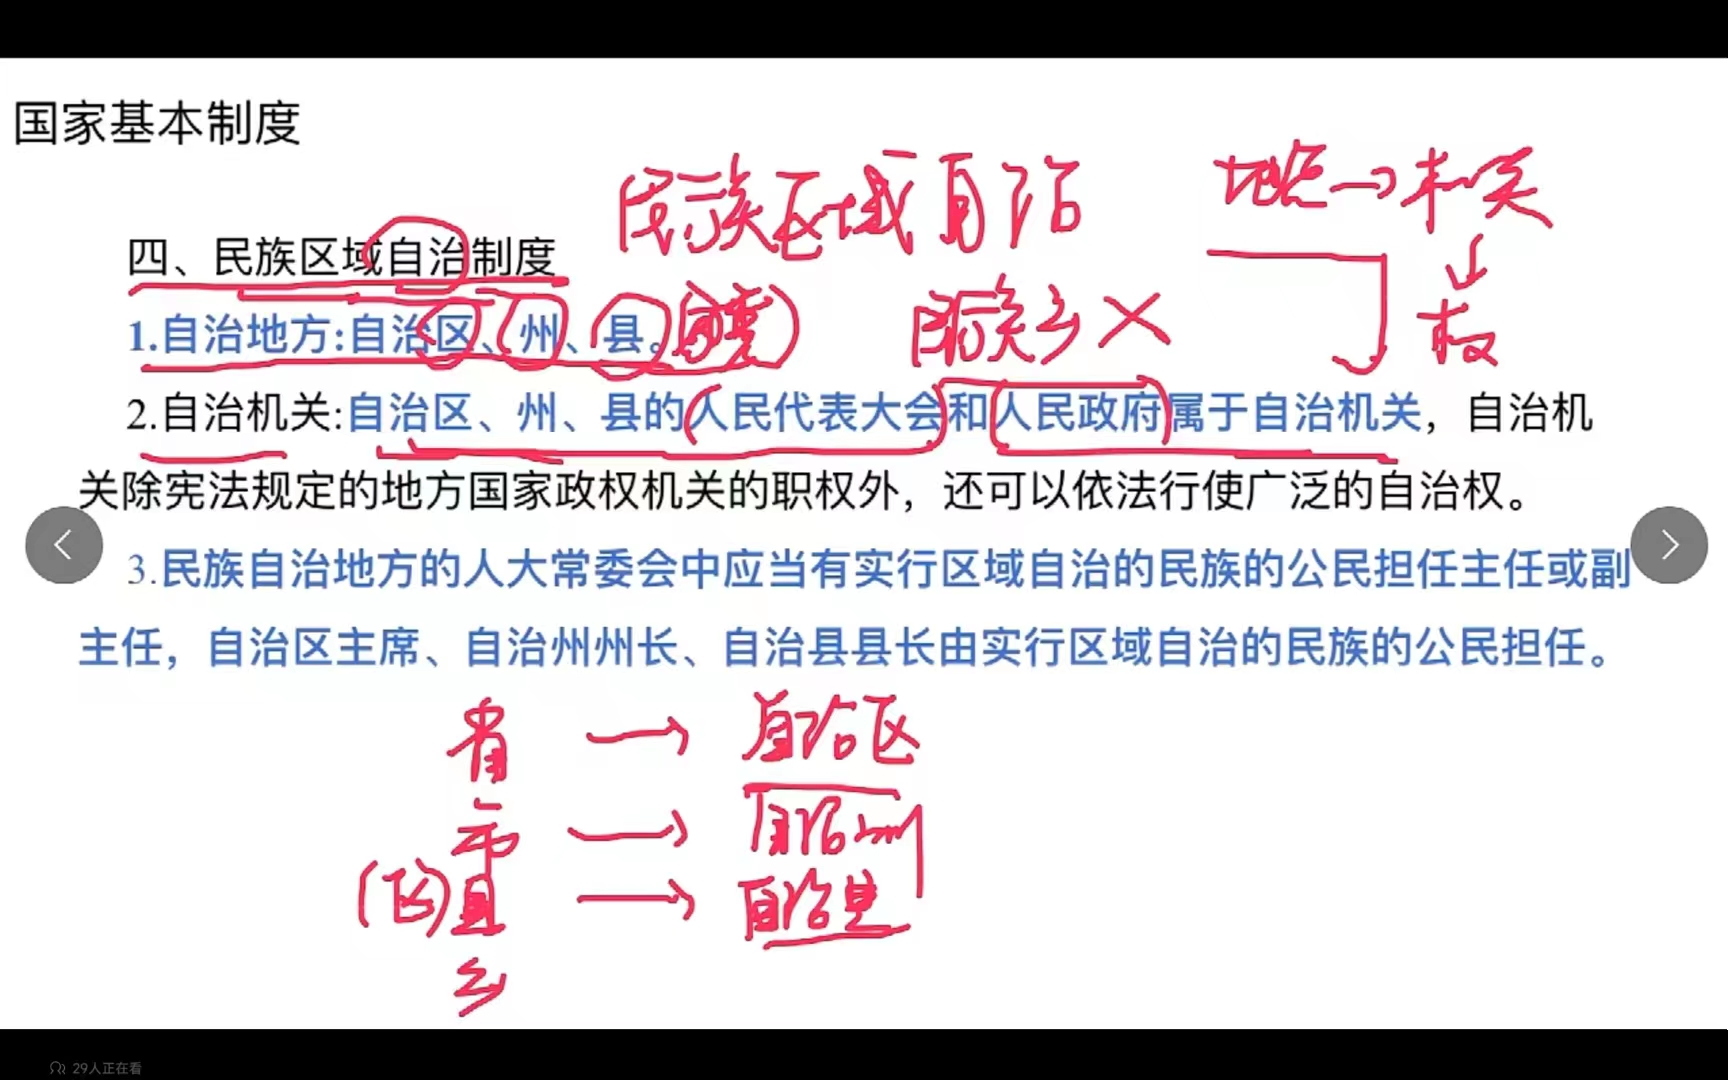 国家基本制度
民族区域自治
地点→机关
四、民族区域自治制度
↓
权
1.自治地方:自治区、州、县。(自治旗)
民族乡×
2.自治机关:自治区、州、县的人民代表大会和人民政府属于自治机关，自治机
关除宪法规定的地方国家政权机关的职权外，还可以依法行使广泛的自治权。
3.民族自治地方的人大常委会中应当有实行区域自治的民族的公民担任主任或副
主任，自治区主席、自治州州长、自治县县长由实行区域自治的民族的公民担任。
省→自治区
市→自治州
(区)县→自治县
乡
29人正在看